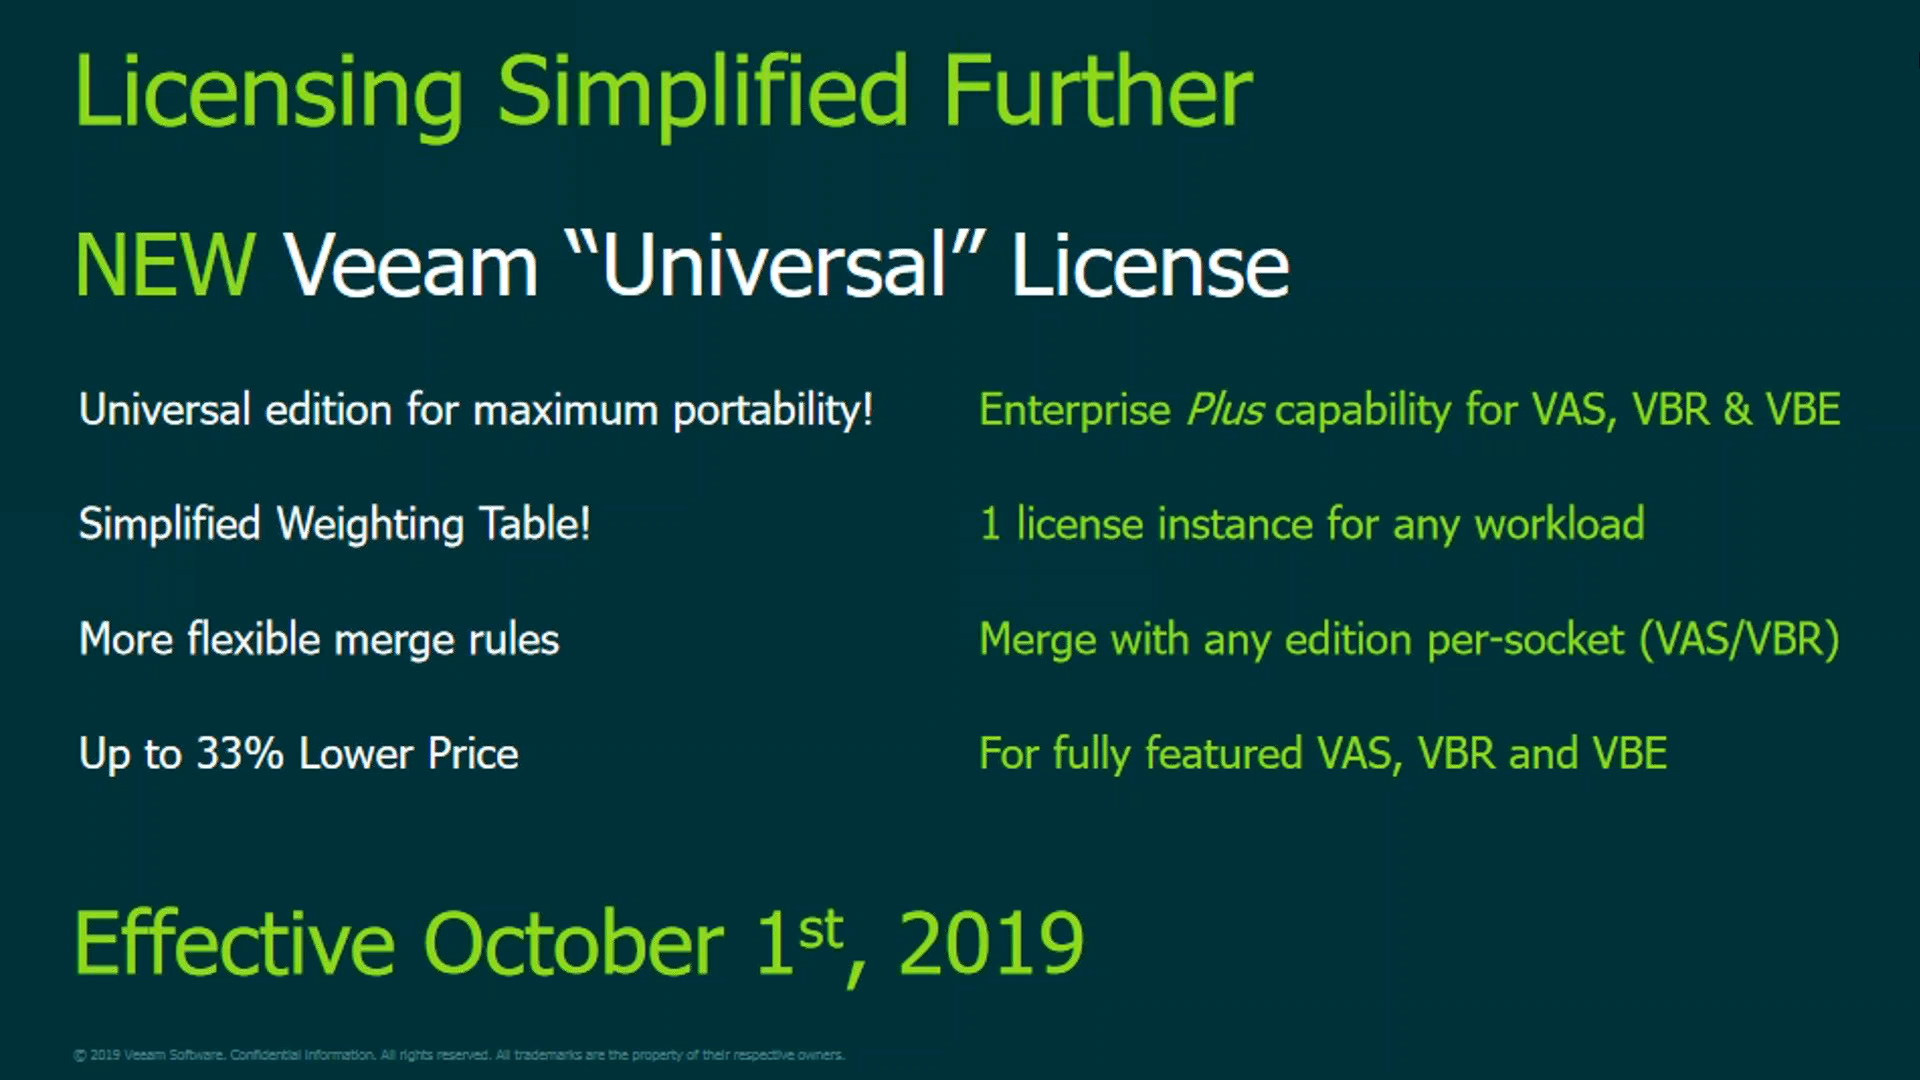 Licensing Simplified Further
NEW Veeam “Universal” License
Universal edition for maximum portability!
Enterprise Plus capability for VAS, VBR & VBE
Simplified Weighting Table!
1 license instance for any workload
More flexible merge rules
Merge with any edition per-socket (VAS/VBR)
Up to 33% Lower Price
For fully featured VAS, VBR and VBE
Effective October 1st, 2019
© 2019 Veeam Software. Confidential information. All rights reserved. All trademarks are the property of their respective owners.